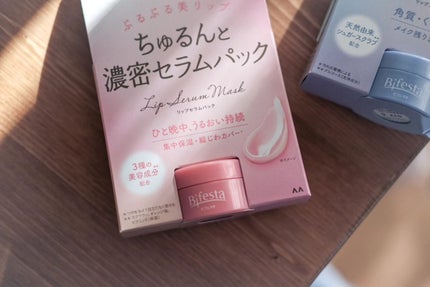 ぷるぷる美リップ
ちゅるんと
濃密セラムパック
Lip Serum Mask
リップセラムパック
ひと晩中、うるおい持続
集中保湿・縦じわカバー
3種の
美容成分
配合
Bifesta
天然由来
シュガースクラブ
配合
角質・く
メイク残り
Bifesta